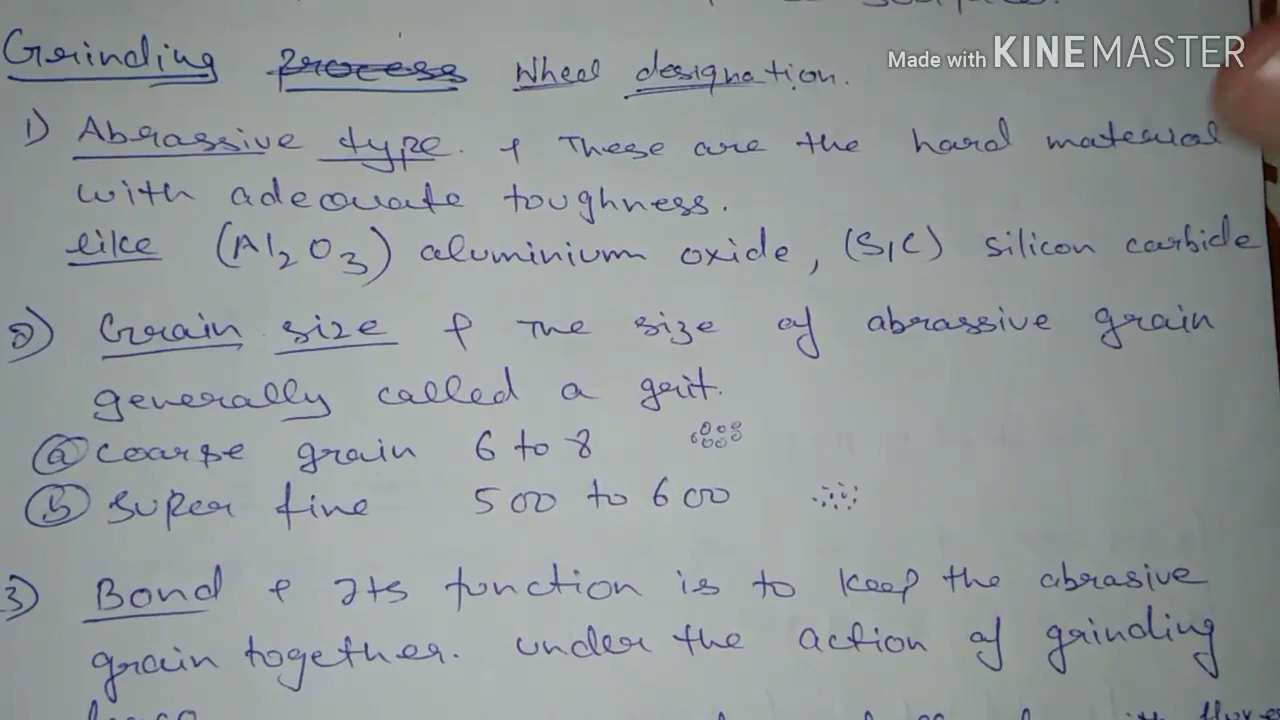 Grinding process Wheel designation.
Made with KINEMASTER
1) Abrassive type. These are the hard material
with adequate toughness.
like (Al2O3) aluminium oxide, (SiC) silicon carbide
2) Grain size The size of abrassive grain
generally called a grit.
(a) coarse grain 6 to 8
(b) super fine 500 to 600
3) Bond Its function is to keep the abrasive
grain together. under the action of grinding